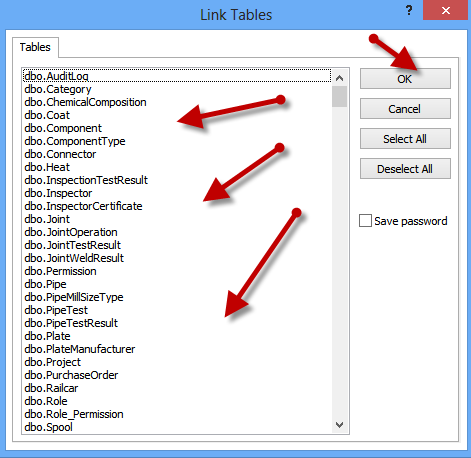 Link Tables
Tables
dbo.AuditLog
dbo.Category
dbo.ChemicalComposition
dbo.Coat
dbo.Component
dbo.ComponentType
dbo.Connector
dbo.Heat
dbo.InspectionTestResult
dbo.Inspector
dbo.InspectorCertificate
dbo.Joint
dbo.JointOperation
dbo.JointTestResult
dbo.JointWeldResult
dbo.Permission
dbo.Pipe
dbo.PipeMillSizeType
dbo.PipeTest
dbo.PipeTestResult
dbo.Plate
dbo.PlateManufacturer
dbo.Project
dbo.PurchaseOrder
dbo.Railcar
dbo.Role
dbo.Role_Permission
dbo.Spool
OK
Cancel
Select All
Deselect All
Save password